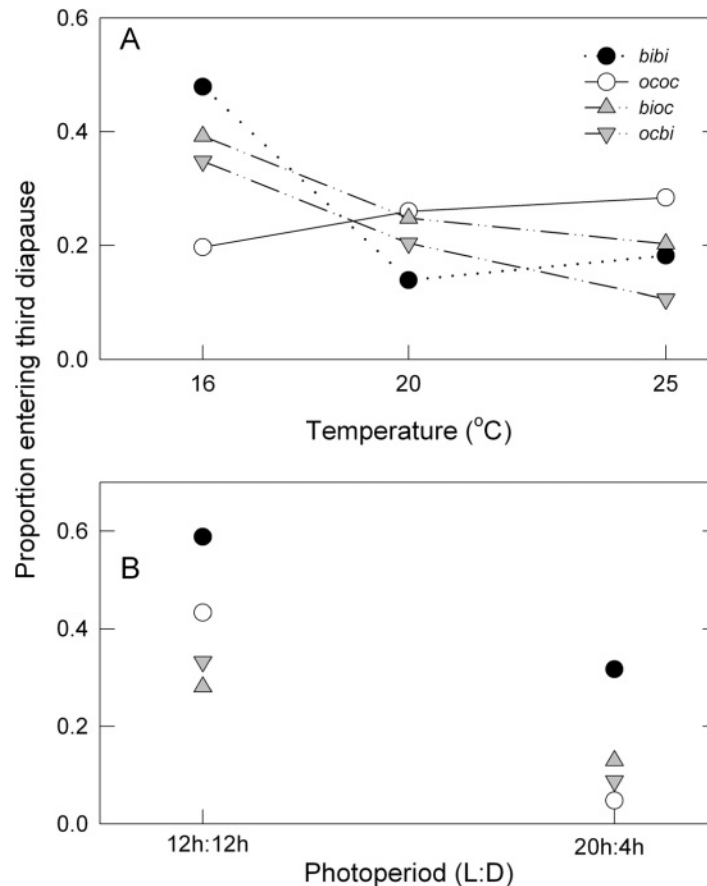 Proportion entering third diapause
A
0.6
0.4
0.2
0.0
bibi
ococ
bioc
ocbi
16 20 25
Temperature (°C)
B
0.6
0.4
0.2
0.0
12h:12h 20h:4h
Photoperiod (L:D)